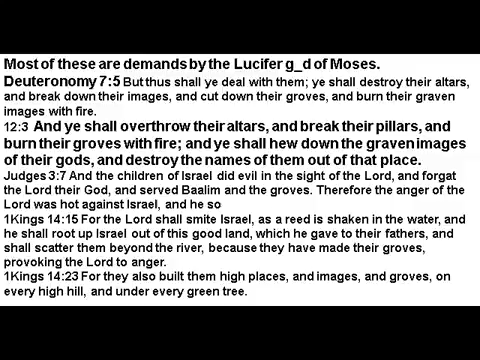 Most of these are demands by the Lucifer g_d of Moses.
Deuteronomy 7:5 But thus shall ye deal with them; ye shall destroy their altars,
and break down their images, and cut down their groves, and burn their graven
images with fire.
12:3 And ye shall overthrow their altars, and break their pillars, and
burn their groves with fire; and ye shall hew down the graven images
of their gods, and destroy the names of them out of that place.
Judges 3:7 And the children of Israel did evil in the sight of the Lord, and forgat
the Lord their God, and served Baalim and the groves. Therefore the anger of the
Lord was hot against Israel, and he so
1Kings 14:15 For the Lord shall smite Israel, as a reed is shaken in the water, and
he shall root up Israel out of this good land, which he gave to their fathers, and
shall scatter them beyond the river, because they have made their groves,
provoking the Lord to anger.
1Kings 14:23 For they also built them high places, and images, and groves, on
every high hill, and under every green tree.